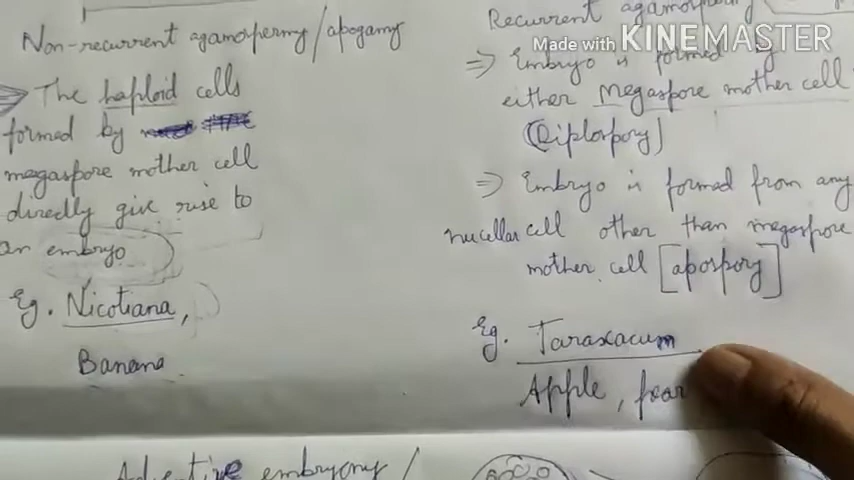 Non-recurrent agamospermy/apogamy
⇒ The haploid cells
formed by
megaspore mother cell
directly give rise to
an embryo
Eg. Nicotiana,
Banana
Recurrent agamospermy
Made with KINEMASTER
⇒ Embryo is formed by
either Megaspore mother cell
(Diplospory)
⇒ Embryo is formed from any
nucellar cell other than megaspore
mother cell [apospory]
Eg. Taraxacum
Apple, pear
Adventive embryony/